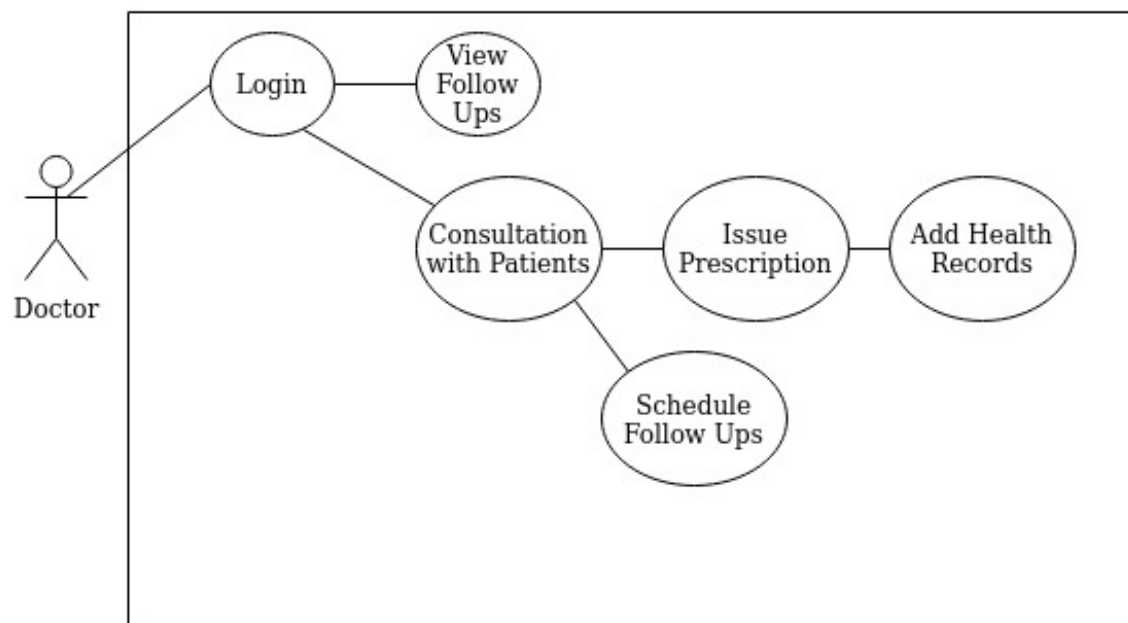 Login
View
Follow
Ups
Doctor
Consultation
with Patients
Issue
Prescription
Add Health
Records
Schedule
Follow Ups